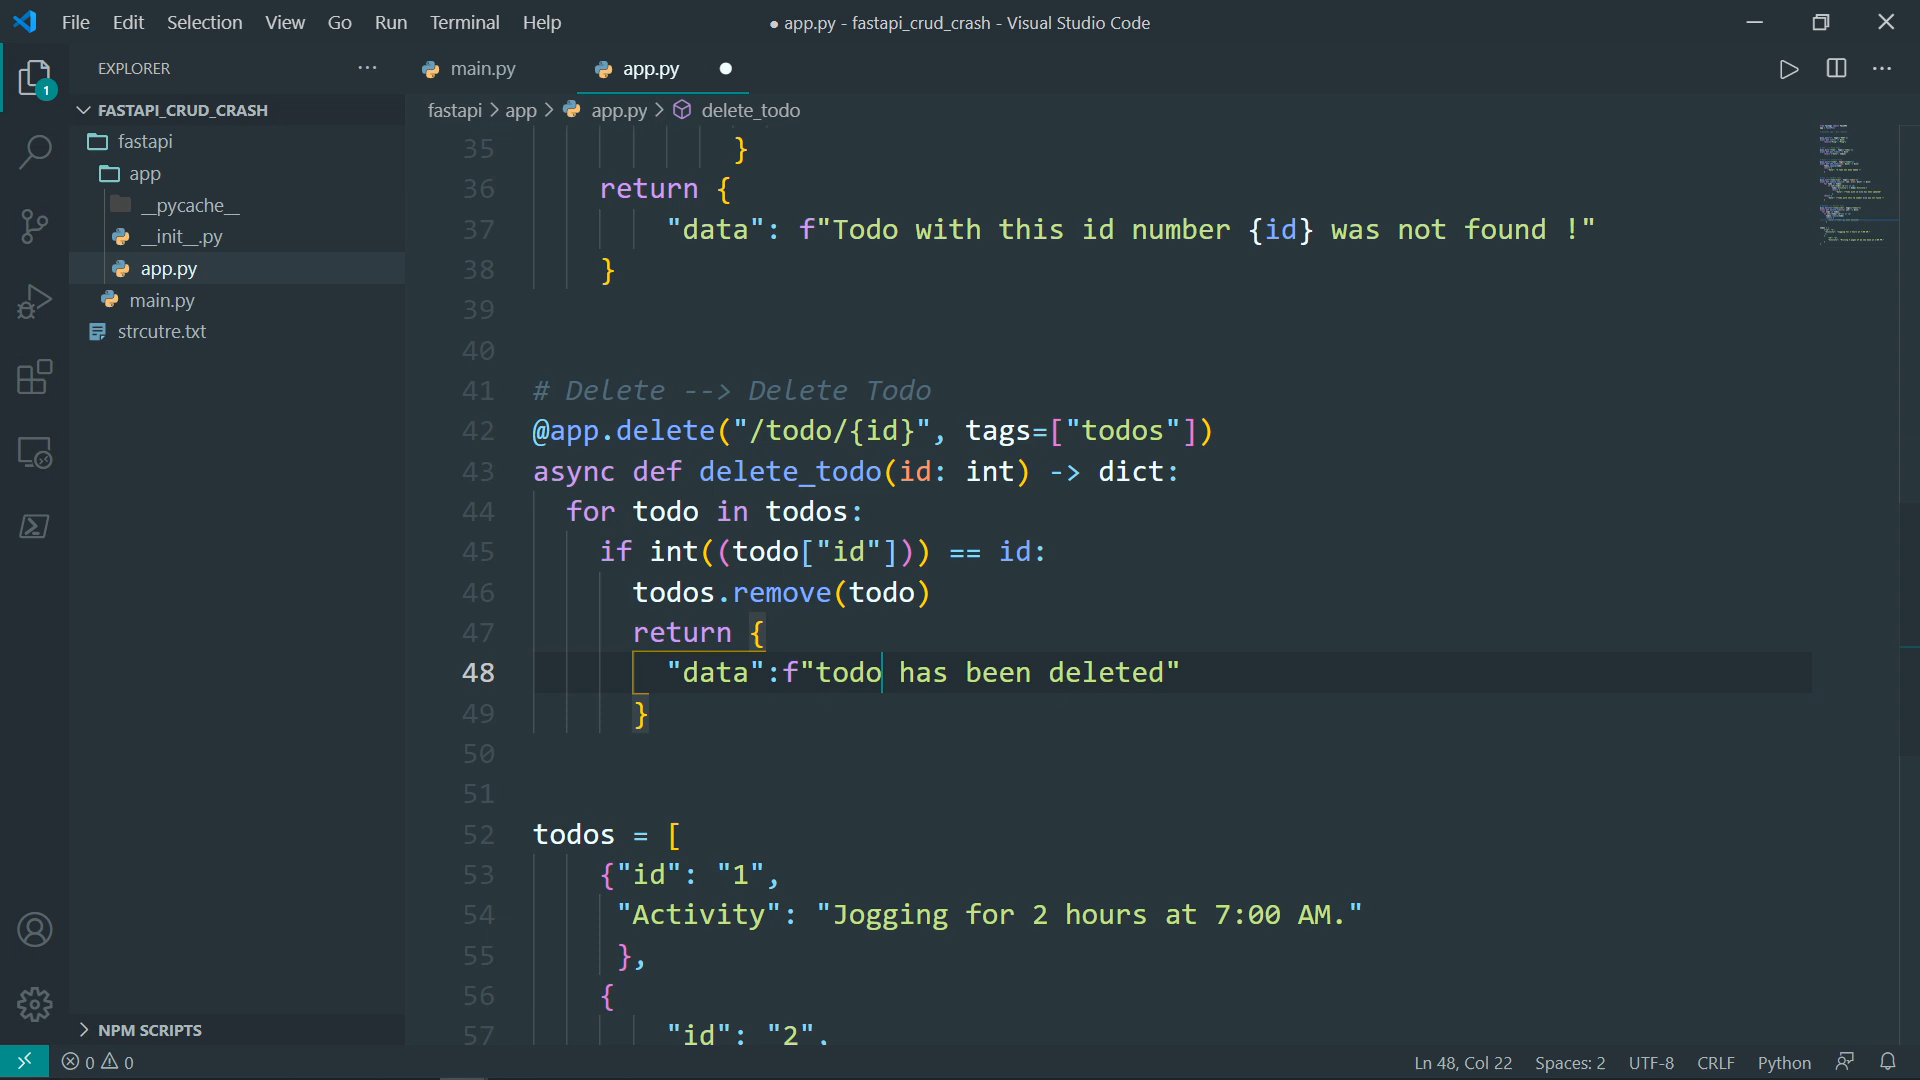 File Edit Selection View Go Run Terminal Help
● app.py - fastapi_crud_crash - Visual Studio Code
EXPLORER
main.py
app.py
FASTAPI_CRUD_CRASH
fastapi
app
__pycache__
__init__.py
app.py
main.py
strcutre.txt
NPM SCRIPTS
1
fastapi > app > app.py > delete_todo
35 }
36 return {
37 "data": f"Todo with this id number {id} was not found !"
38 }
39
40
41 # Delete --> Delete Todo
42 @app.delete("/todo/{id}", tags=["todos"])
43 async def delete_todo(id: int) -> dict:
44 for todo in todos:
45 if int((todo["id"])) == id:
46 todos.remove(todo)
47 return {
48 "data":f"todo has been deleted"
49 }
50
51
52 todos = [
53 {"id": "1",
54 "Activity": "Jogging for 2 hours at 7:00 AM."
55 },
56 {
57 "id": "2",
0 0
Ln 48, Col 22 Spaces: 2 UTF-8 CRLF Python